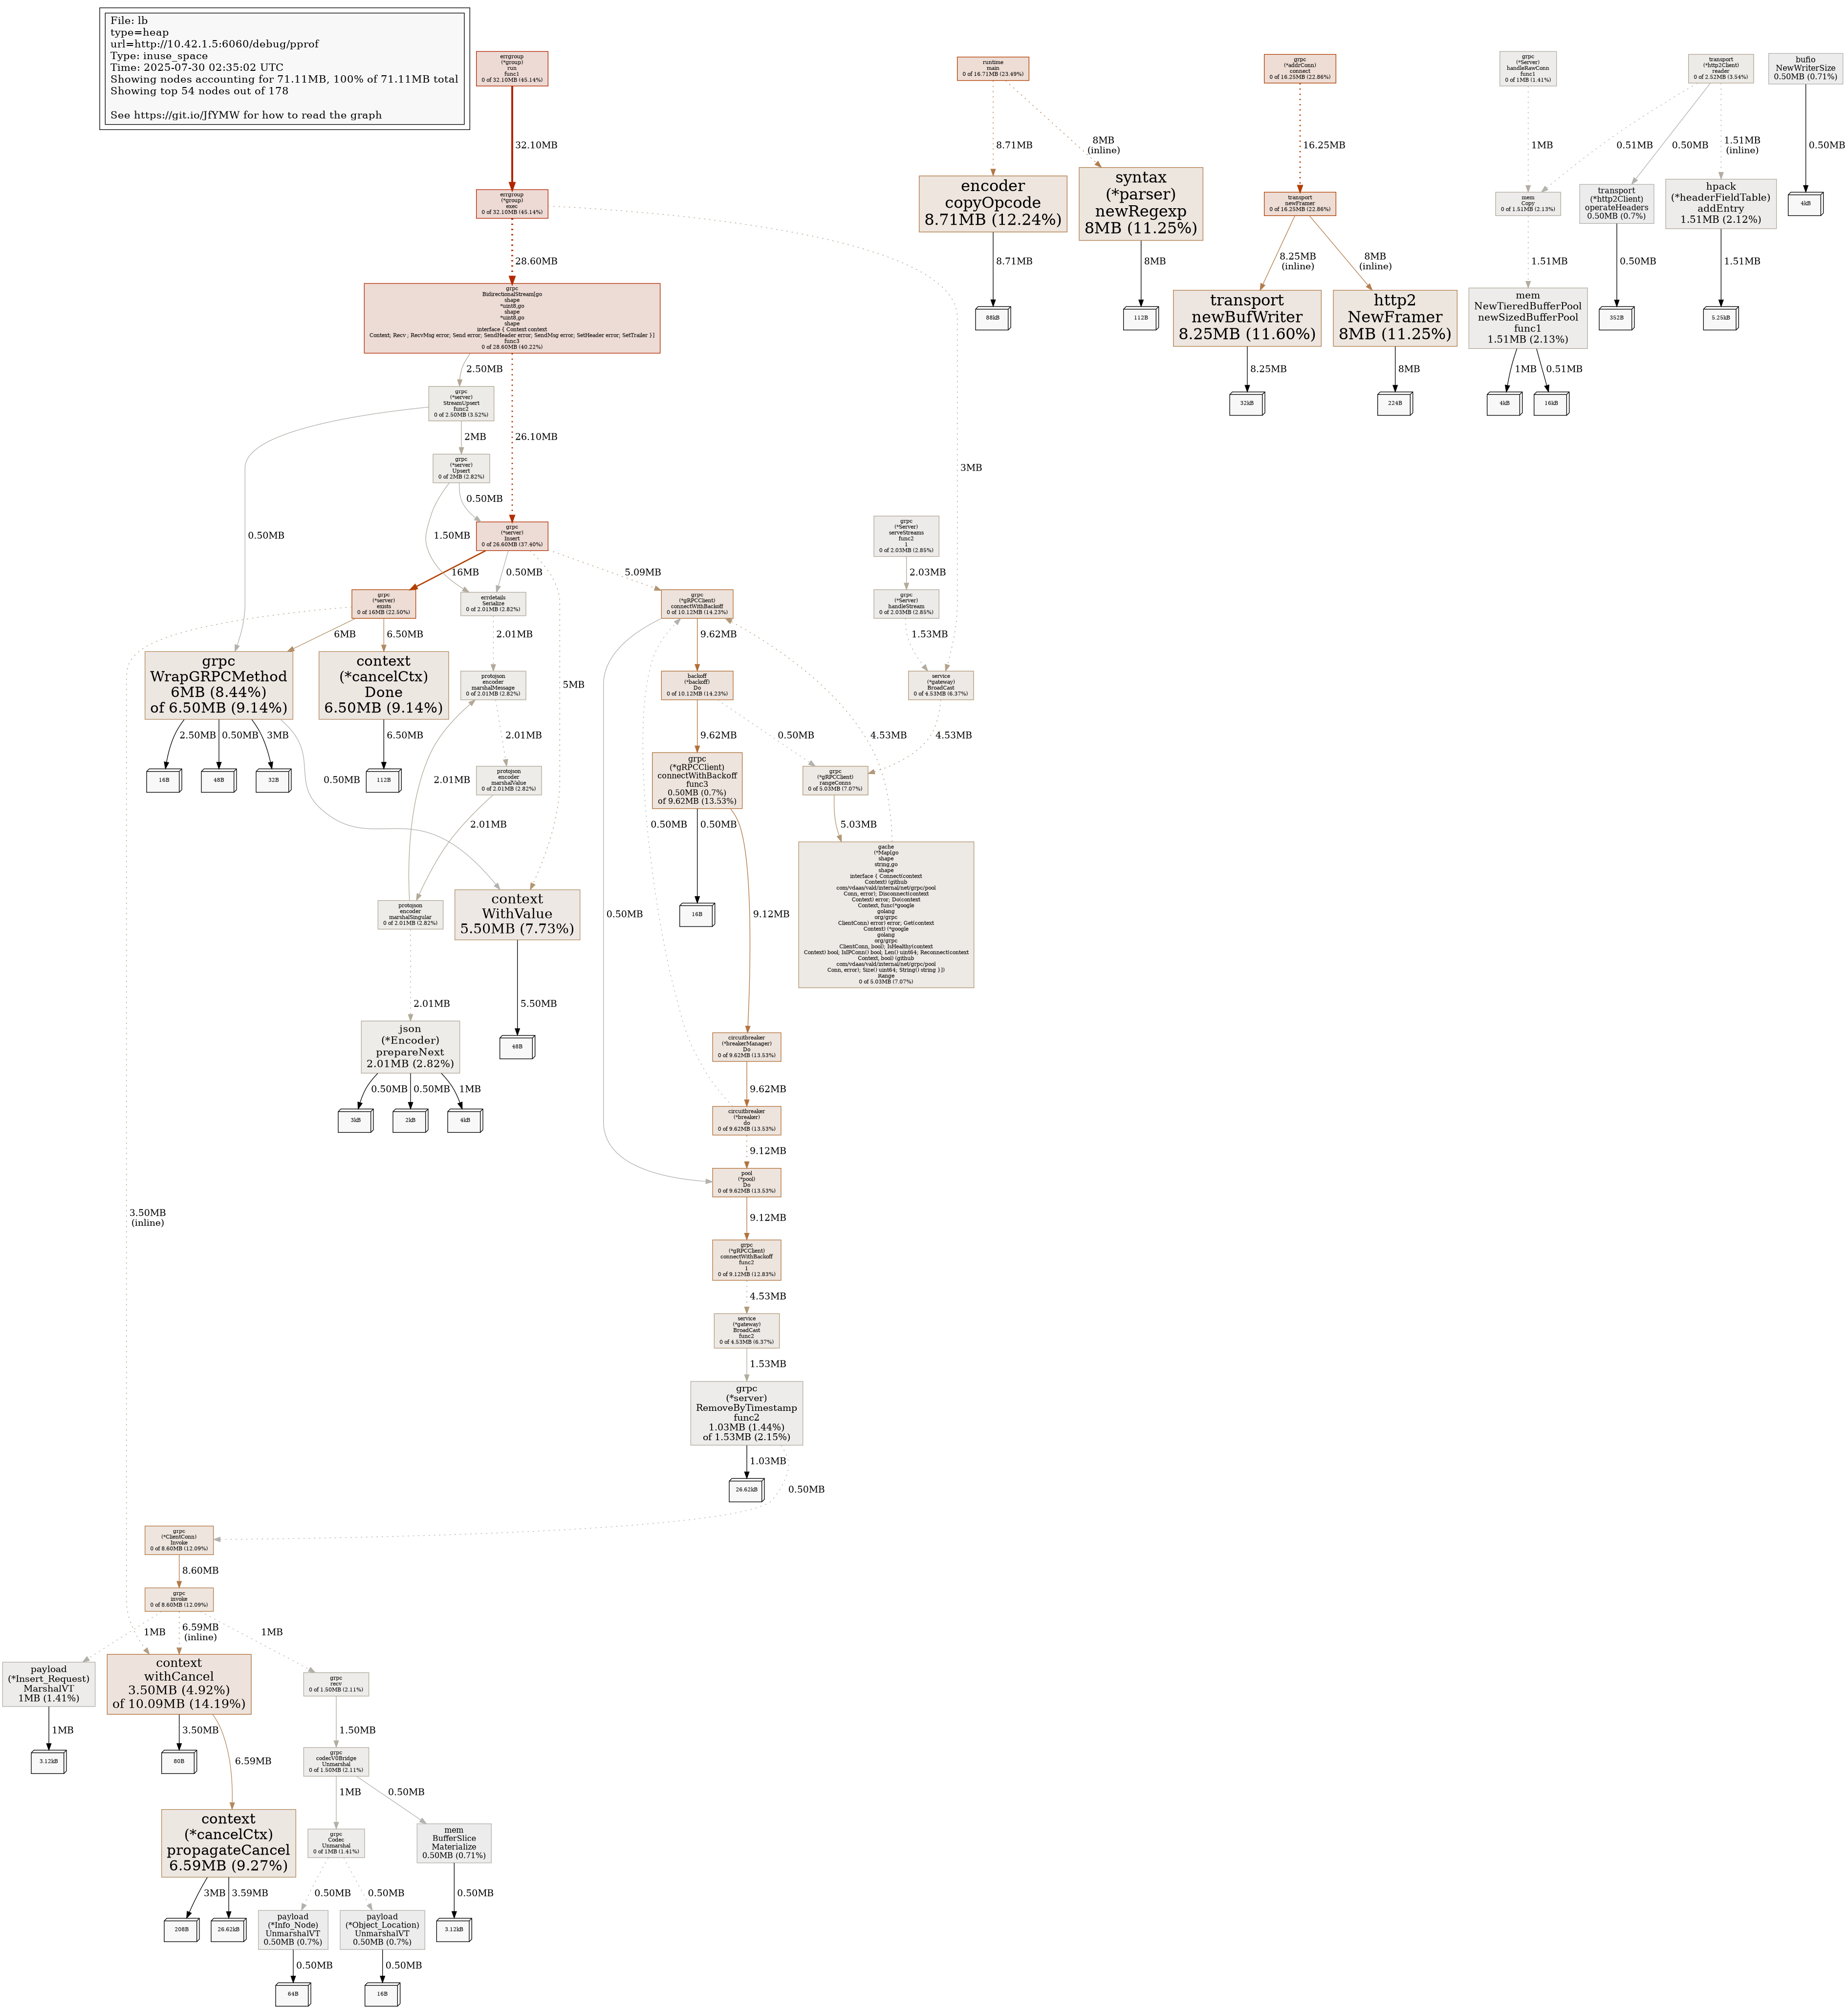 File: lb
type=heap
url=http://10.42.1.5:6060/debug/pprof
Type: inuse_space
Time: 2025-07-30 02:35:02 UTC
Showing nodes accounting for 71.11MB, 100% of 71.11MB total
Showing top 54 nodes out of 178
See https://git.io/JfYMW for how to read the graph
errgroup
(*group)
run
func1
0 of 32.10MB (45.14%)
runtime
main
0 of 16.71MB (23.49%)
grpc
(*addrConn)
connect
0 of 16.25MB (22.86%)
grpc
(*Server)
handleRawConn
func1
0 of 1MB (1.41%)
transport
(*http2Client)
reader
0 of 2.52MB (3.54%)
bufio
NewWriterSize
0.50MB (0.71%)
32.10MB
8.71MB
8MB
(inline)
16.25MB
1MB
0.51MB
0.50MB
1.51MB
(inline)
0.50MB
errgroup
(*group)
exec
0 of 32.10MB (45.14%)
encoder
copyOpcode
8.71MB (12.24%)
syntax
(*parser)
newRegexp
8MB (11.25%)
transport
newFramer
0 of 16.25MB (22.86%)
mem
Copy
0 of 1.51MB (2.13%)
transport
(*http2Client)
operateHeaders
0.50MB (0.7%)
hpack
(*headerFieldTable)
addEntry
1.51MB (2.12%)
4kB
28.60MB
8.71MB
8MB
8.25MB
(inline)
8MB
(inline)
1.51MB
0.50MB
1.51MB
grpc
BidirectionalStream[go
shape
*uint8,go
shape
*uint8,go
shape
interface { Context context
Context; Recv ; RecvMsg error; Send error; SendHeader error; SendMsg error; SetHeader error; SetTrailer }]
func3
0 of 28.60MB (40.22%)
88kB
112B
transport
newBufWriter
8.25MB (11.60%)
http2
NewFramer
8MB (11.25%)
mem
NewTieredBufferPool
newSizedBufferPool
func1
1.51MB (2.13%)
352B
5.25kB
2.50MB
8.25MB
8MB
1MB
0.51MB
grpc
(*server)
StreamUpsert
func2
0 of 2.50MB (3.52%)
32kB
224B
4kB
16kB
2MB
26.10MB
3MB
grpc
(*server)
Upsert
0 of 2MB (2.82%)
0.50MB
0.50MB
1.50MB
grpc
(*server)
Insert
0 of 26.60MB (37.40%)
grpc
(*Server)
serveStreams
func2
1
0 of 2.03MB (2.85%)
16MB
0.50MB
5.09MB
2.03MB
grpc
(*server)
exists
0 of 16MB (22.50%)
errdetails
Serialize
0 of 2.01MB (2.82%)
grpc
(*gRPCClient)
connectWithBackoff
0 of 10.12MB (14.23%)
grpc
(*Server)
handleStream
0 of 2.03MB (2.85%)
6MB
6.50MB
2.01MB
5MB
9.62MB
1.53MB
grpc
WrapGRPCMethod
6MB (8.44%)
of 6.50MB (9.14%)
context
(*cancelCtx)
Done
6.50MB (9.14%)
protojson
encoder
marshalMessage
0 of 2.01MB (2.82%)
backoff
(*backoff)
Do
0 of 10.12MB (14.23%)
service
(*gateway)
BroadCast
0 of 4.53MB (6.37%)
2.50MB
0.50MB
3MB
6.50MB
2.01MB
9.62MB
0.50MB
4.53MB
4.53MB
16B
48B
32B
112B
0.50MB
2.01MB
protojson
encoder
marshalValue
0 of 2.01MB (2.82%)
grpc
(*gRPCClient)
connectWithBackoff
func3
0.50MB (0.7%)
of 9.62MB (13.53%)
grpc
(*gRPCClient)
rangeConns
0 of 5.03MB (7.07%)
2.01MB
0.50MB
0.50MB
5.03MB
protojson
encoder
marshalSingular
0 of 2.01MB (2.82%)
context
WithValue
5.50MB (7.73%)
0.50MB
16B
9.12MB
gache
(*Map[go
shape
string,go
shape
interface { Connect(context
Context) (github
com/vdaas/vald/internal/net/grpc/pool
Conn, error); Disconnect(context
Context) error; Do(context
Context, func(*google
golang
org/grpc
ClientConn) error) error; Get(context
Context) (*google
golang
org/grpc
ClientConn, bool); IsHealthy(context
Context) bool; IsIPConn() bool; Len() uint64; Reconnect(context
Context, bool) (github
com/vdaas/vald/internal/net/grpc/pool
Conn, error); Size() uint64; String() string }])
Range
0 of 5.03MB (7.07%)
2.01MB
5.50MB
json
(*Encoder)
prepareNext
2.01MB (2.82%)
48B
circuitbreaker
(*breakerManager)
Do
0 of 9.62MB (13.53%)
0.50MB
0.50MB
1MB
9.62MB
3kB
2kB
4kB
circuitbreaker
(*breaker)
do
0 of 9.62MB (13.53%)
9.12MB
pool
(*pool)
Do
0 of 9.62MB (13.53%)
3.50MB
(inline)
9.12MB
grpc
(*gRPCClient)
connectWithBackoff
func2
1
0 of 9.12MB (12.83%)
4.53MB
service
(*gateway)
BroadCast
func2
0 of 4.53MB (6.37%)
1.53MB
grpc
(*server)
RemoveByTimestamp
func2
1.03MB (1.44%)
of 1.53MB (2.15%)
1.03MB
0.50MB
26.62kB
grpc
(*ClientConn)
Invoke
0 of 8.60MB (12.09%)
8.60MB
grpc
invoke
0 of 8.60MB (12.09%)
1MB
6.59MB
(inline)
1MB
payload
(*Insert_Request)
MarshalVT
1MB (1.41%)
context
withCancel
3.50MB (4.92%)
of 10.09MB (14.19%)
grpc
recv
0 of 1.50MB (2.11%)
1MB
3.50MB
6.59MB
1.50MB
3.12kB
80B
grpc
codecV0Bridge
Unmarshal
0 of 1.50MB (2.11%)
1MB
0.50MB
context
(*cancelCtx)
propagateCancel
6.59MB (9.27%)
grpc
Codec
Unmarshal
0 of 1MB (1.41%)
mem
BufferSlice
Materialize
0.50MB (0.71%)
3MB
3.59MB
0.50MB
0.50MB
0.50MB
208B
26.62kB
payload
(*Info_Node)
UnmarshalVT
0.50MB (0.7%)
payload
(*Object_Location)
UnmarshalVT
0.50MB (0.7%)
3.12kB
0.50MB
0.50MB
64B
16B